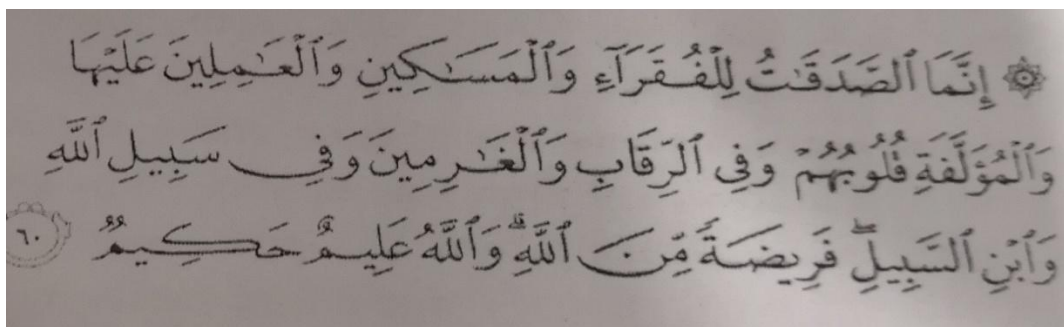 ۞ إِنَّمَا ٱلصَّدَقَٰتُ لِلۡفُقَرَآءِ وَٱلۡمَسَٰكِينِ وَٱلۡعَٰمِلِينَ عَلَيۡهَا
وَٱلۡمُؤَلَّفَةِ قُلُوبُهُمۡ وَفِي ٱلرِّقَابِ وَٱلۡغَٰرِمِينَ وَفِي سَبِيلِ ٱللَّهِ
وَٱبۡنِ ٱلسَّبِيلِۖ فَرِيضَةٗ مِّنَ ٱللَّهِۗ وَٱللَّهُ عَلِيمٌ حَكِيمٞ ٦٠